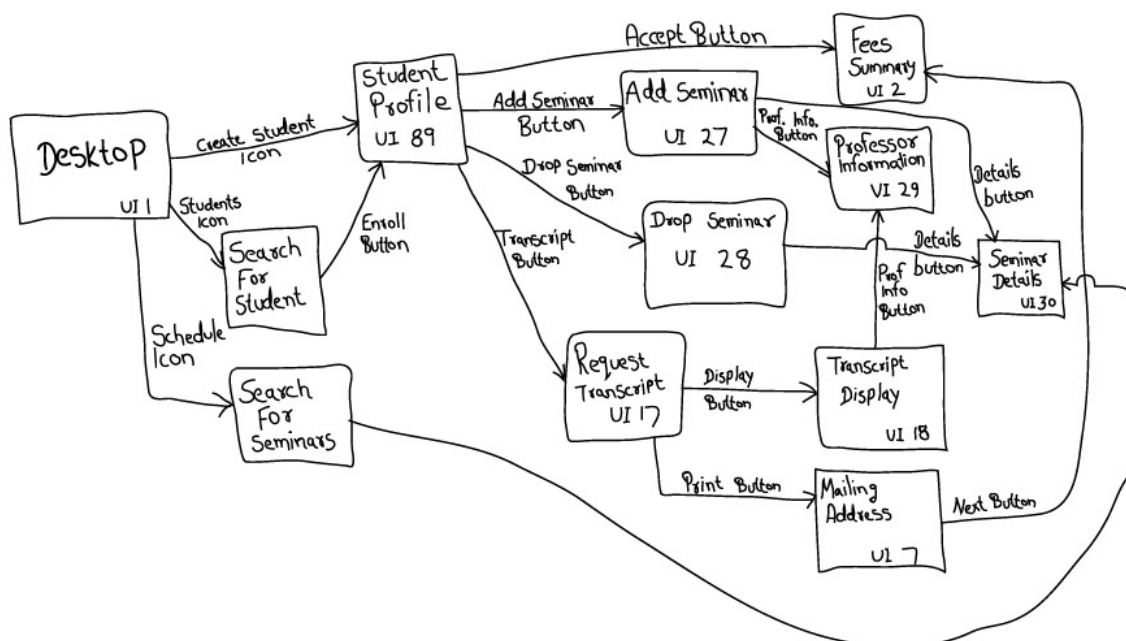 Desktop
UI 1
Create Student
Icon
Students
Icon
Schedule
Icon
Search
For
Student
Search
For
Seminars
Enroll
Button
Student
Profile
UI 89
Accept Button
Add Seminar
Button
Drop Seminar
Button
Transcript
Button
Fees
Summary
UI 2
Add Seminar
UI 27
Prof. Info.
Button
Professor
Information
UI 29
Details
button
Drop Seminar
UI 28
Details
button
Seminar
Details
UI 30
Prof
Info
Button
Request
Transcript
UI 17
Display
Button
Transcript
Display
UI 18
Print Button
Mailing
Address
UI 7
Next Button